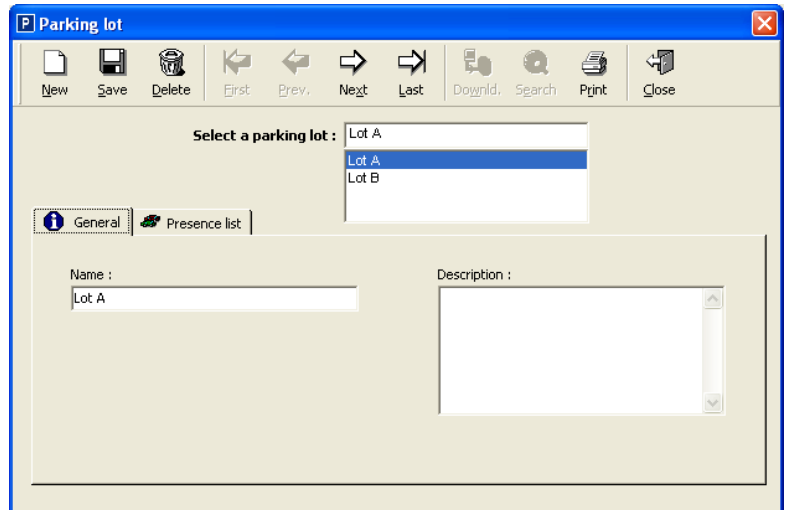 P Parking lot
New Save Delete First Prev. Next Last Downld. Search Print Close
Select a parking lot : Lot A
Lot A
Lot B
General Presence list
Name : Description :
Lot A